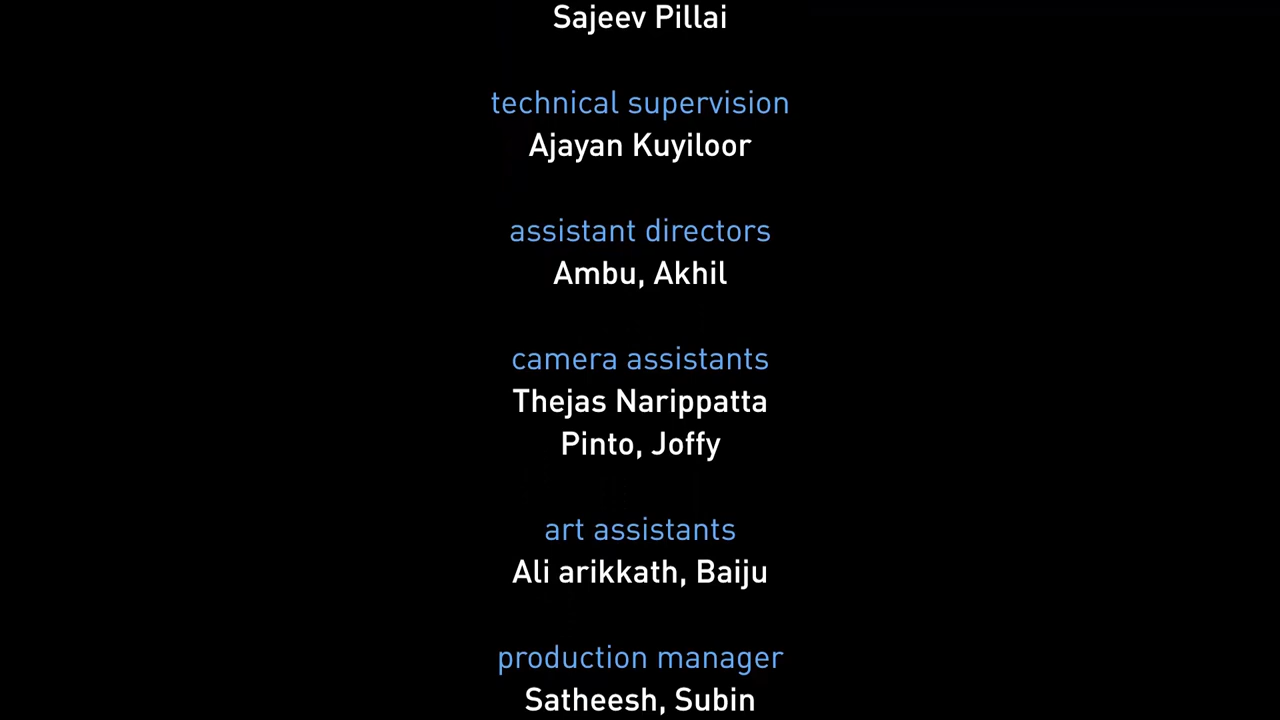 Sajeev Pillai
technical supervision
Ajayan Kuyiloor
assistant directors
Ambu, Akhil
camera assistants
Thejas Narippatta
Pinto, Joffy
art assistants
Ali arikkath, Baiju
production manager
Satheesh, Subin